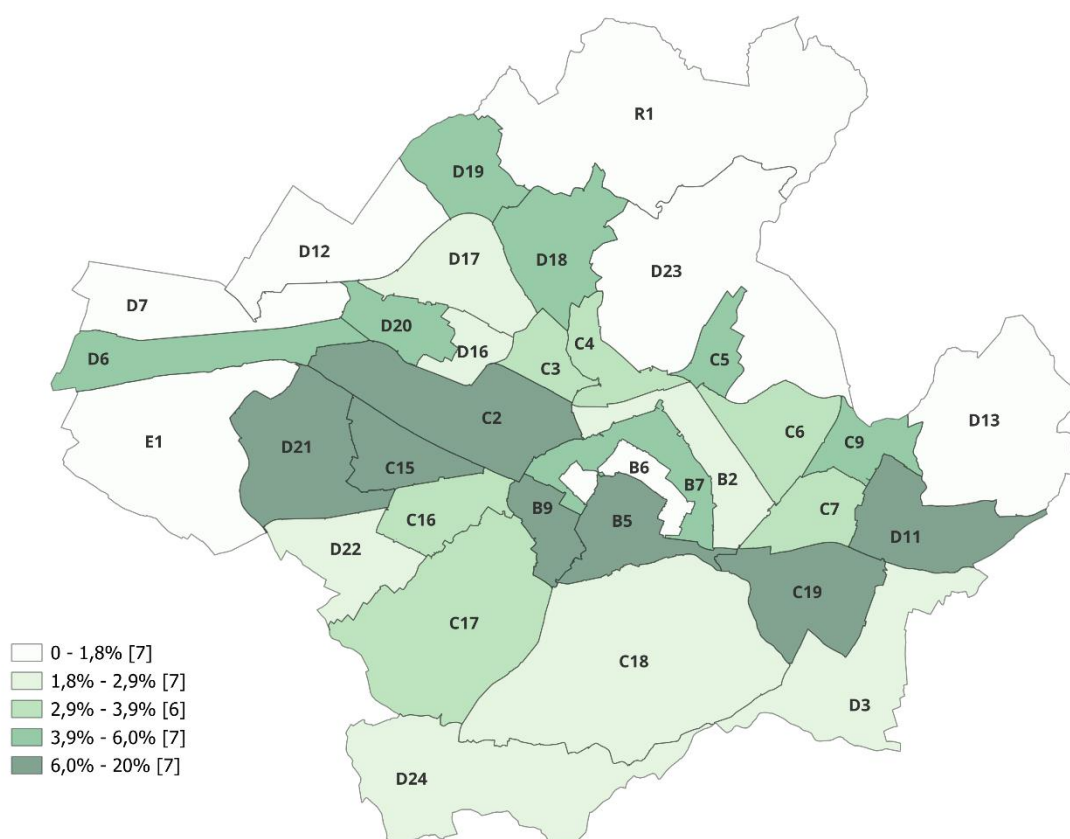 R1
D19
D12
D17
D18
D23
D7
D20
D6
D16
C4
C3
C5
C2
E1
D21
C15
B6
B7
B2
C6
C9
D13
C16
B9
B5
C7
D11
D22
C19
C17
C18
D3
D24
0 - 1,8% [7]
1,8% - 2,9% [7]
2,9% - 3,9% [6]
3,9% - 6,0% [7]
6,0% - 20% [7]